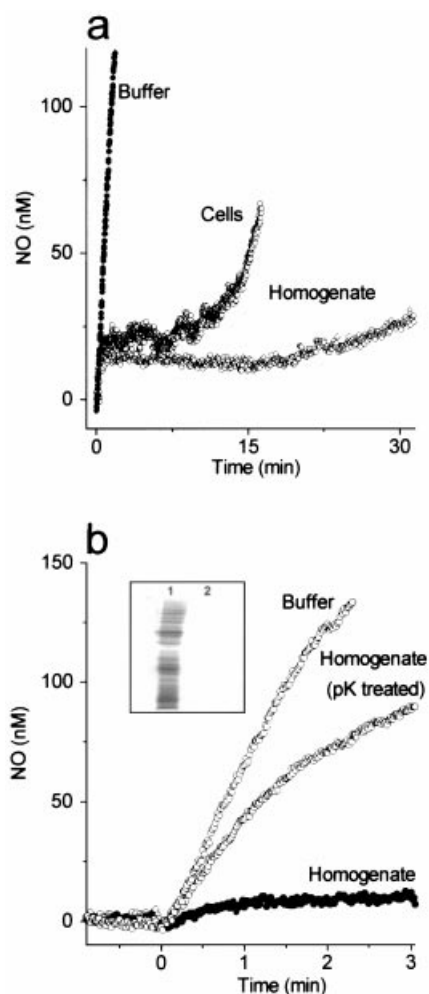 a
100
50
0
NO (nM)
Buffer
Cells
Homogenate
0
15
30
Time (min)
b
150
100
50
0
NO (nM)
1 2
Buffer
Homogenate
(pK treated)
Homogenate
0
1
2
3
Time (min)